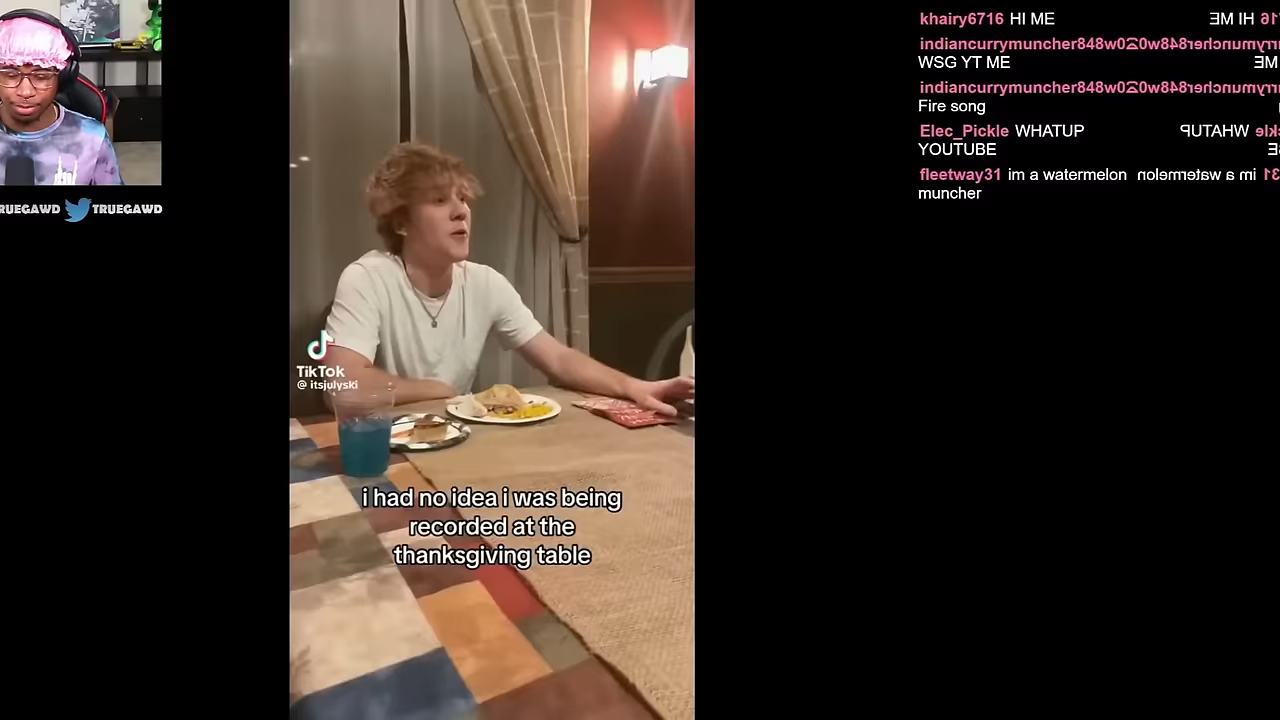 khairy6716 HI ME
indiancurrymuncher848w0
WSG YT ME
indiancurrymuncher848w0
Fire song
Elec_Pickle WHATUP
YOUTUBE
fleetway31 im a watermelon
muncher
RUEGAWD TRUEGAWD
TikTok
@ itsjulyski
i had no idea i was being
recorded at the
thanksgiving table